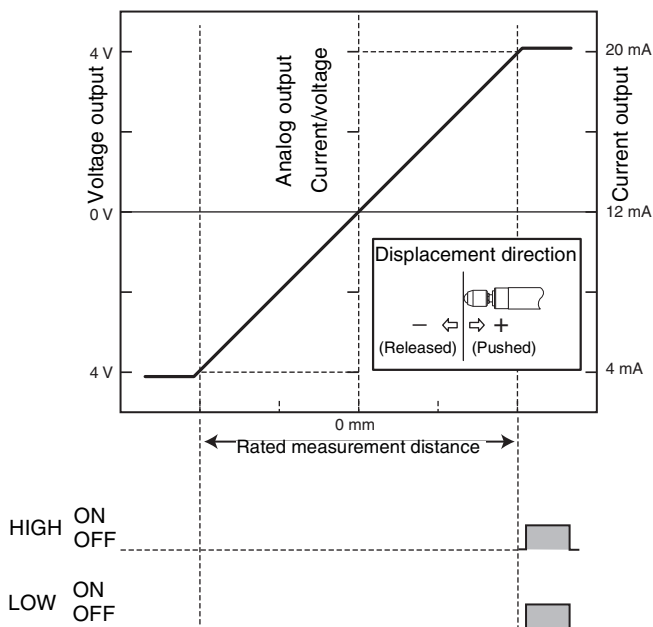 4 V
20 mA
Voltage output
Analog output
Current/voltage
Current output
0 V
12 mA
Displacement direction
− +
(Released) (Pushed)
4 V
4 mA
0 mm
Rated measurement distance
HIGH ON
OFF
LOW ON
OFF